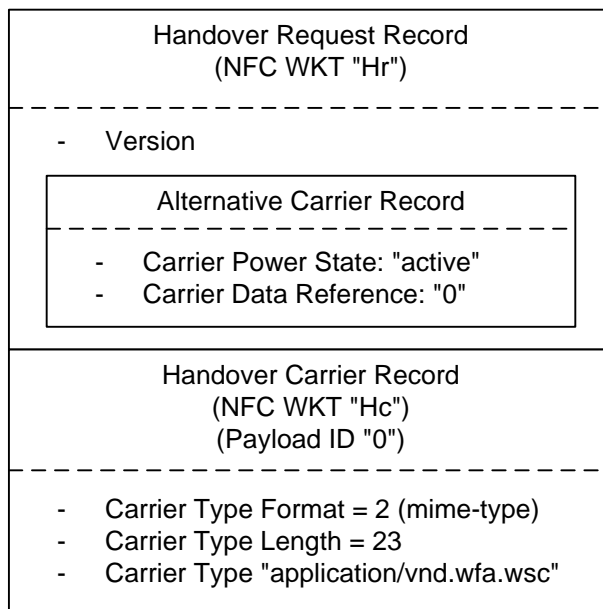 Handover Request Record
(NFC WKT "Hr")
- Version
Alternative Carrier Record
- Carrier Power State: "active"
- Carrier Data Reference: "0"
Handover Carrier Record
(NFC WKT "Hc")
(Payload ID "0")
- Carrier Type Format = 2 (mime-type)
- Carrier Type Length = 23
- Carrier Type "application/vnd.wfa.wsc"